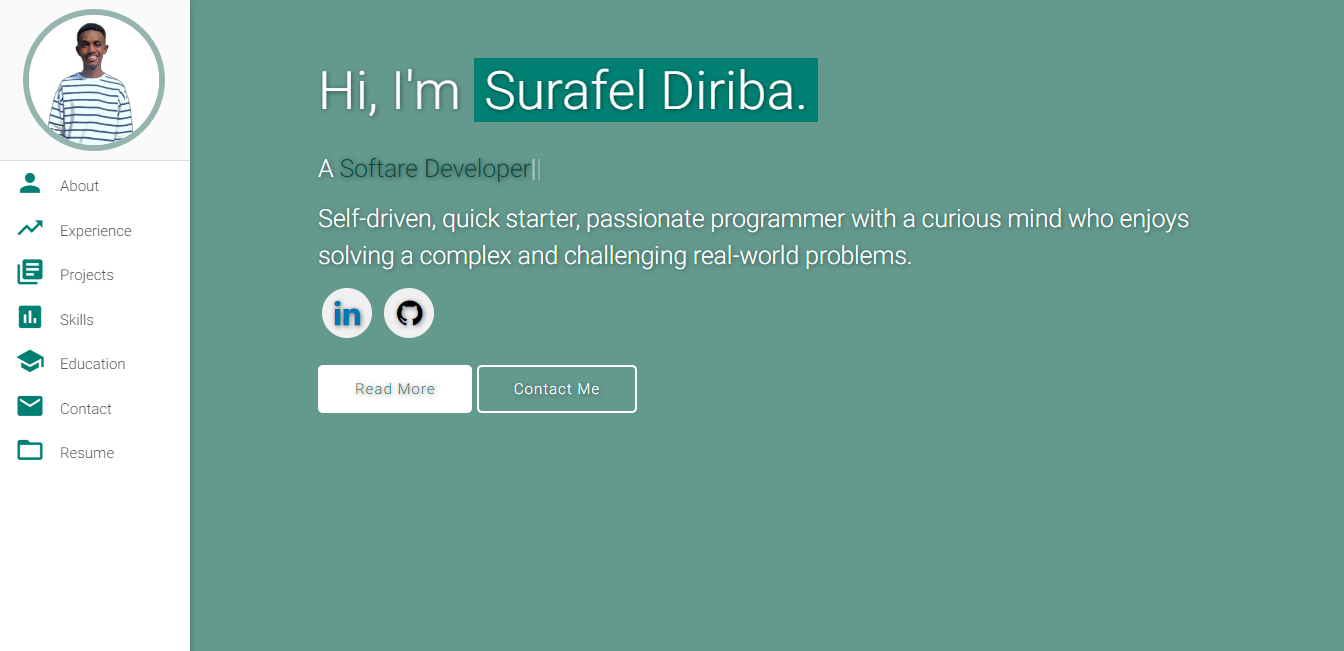 About
Experience
Projects
Skills
Education
Contact
Resume
Hi, I'm Surafel Diriba.
A Softare Developer||
Self-driven, quick starter, passionate programmer with a curious mind who enjoys
solving a complex and challenging real-world problems.
in
Read More
Contact Me